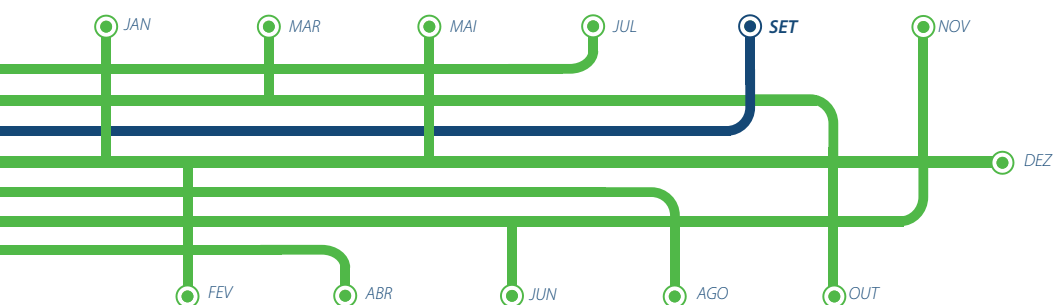 JAN
MAR
MAI
JUL
SET
NOV
DEZ
FEV
ABR
JUN
AGO
OUT